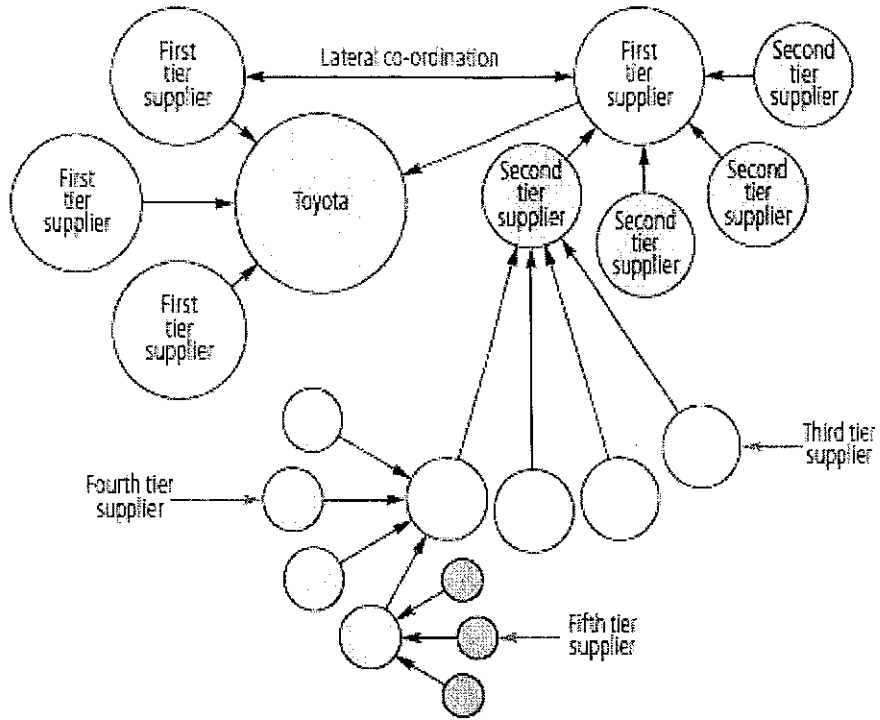 First
tier
supplier
Lateral co-ordination
First
tier
supplier
Second
tier
supplier
First
tier
supplier
Toyota
Second
tier
supplier
Second
tier
supplier
Second
tier
supplier
First
tier
supplier
Third tier
supplier
Fourth tier
supplier
Fifth tier
supplier